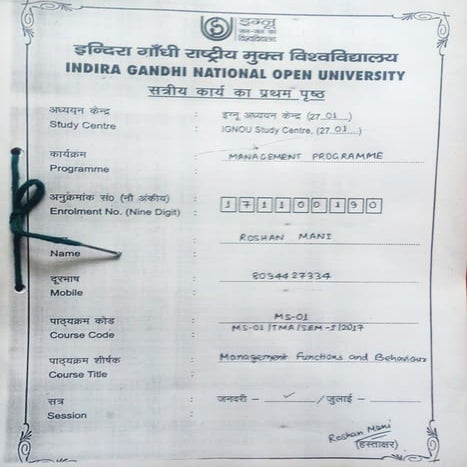 इग्नू
जन-जन का
विश्वविद्यालय
इन्दिरा गाँधी राष्ट्रीय मुक्त विश्वविद्यालय
INDIRA GANDHI NATIONAL OPEN UNIVERSITY
सत्रीय कार्य का प्रथम पृष्ठ
अध्ययन केन्द्र : इग्नू अध्ययन केन्द्र (27 01)
Study Centre : IGNOU Study Centre, (27 01)
कार्यक्रम : MANAGEMENT PROGRAMME
Programme :
अनुक्रमांक सं० (नौ अंकीय) : 171100190
Enrolment No. (Nine Digit) :
: ROSHAN MANI
Name :
दूरभाष : 8094427334
Mobile :
पाठ्यक्रम कोड : MS-01
Course Code : MS-01/TMA/SEM-I/2017
पाठ्यक्रम शीर्षक : Management Functions and Behaviour
Course Title :
सत्र : जनवरी – ✓ / जुलाई –
Session :
Roshan Mani
(हस्ताक्षर)